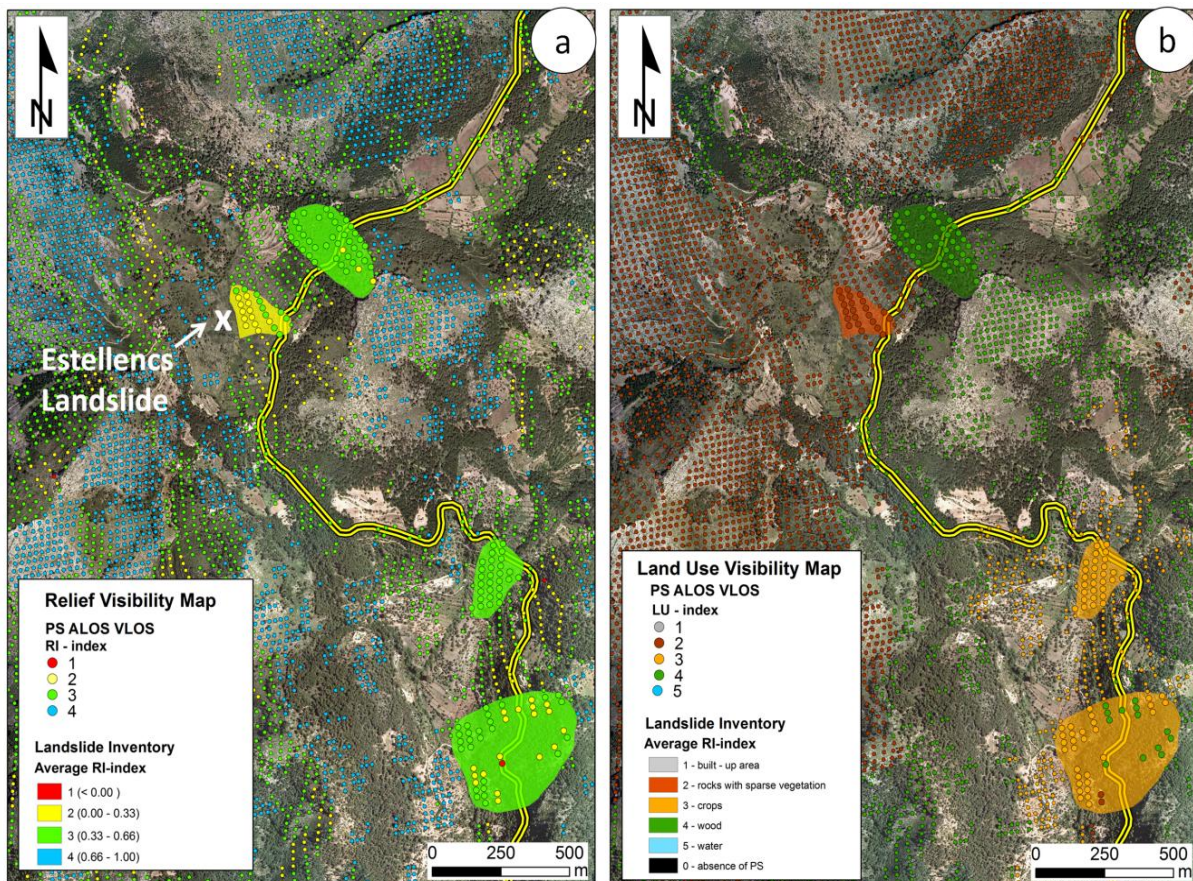 a
N
Estellencs
Landslide
X
Relief Visibility Map
PS ALOS VLOS
RI - index
1
2
3
4
Landslide Inventory
Average RI-index
1 (< 0.00 )
2 (0.00 - 0.33)
3 (0.33 - 0.66)
4 (0.66 - 1.00)
0 250 500
m
b
N
Land Use Visibility Map
PS ALOS VLOS
LU - index
1
2
3
4
5
Landslide Inventory
Average RI-index
1 - built - up area
2 - rocks with sparse vegetation
3 - crops
4 - wood
5 - water
0 - absence of PS
0 250 500
m